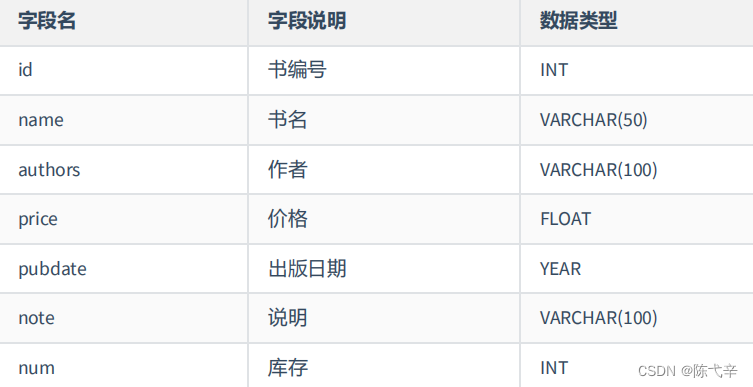 字段名 字段说明 数据类型
id 书编号 INT
name 书名 VARCHAR(50)
authors 作者 VARCHAR(100)
price 价格 FLOAT
pubdate 出版日期 YEAR
note 说明 VARCHAR(100)
num 库存 INT
CSDN @陈弋辛